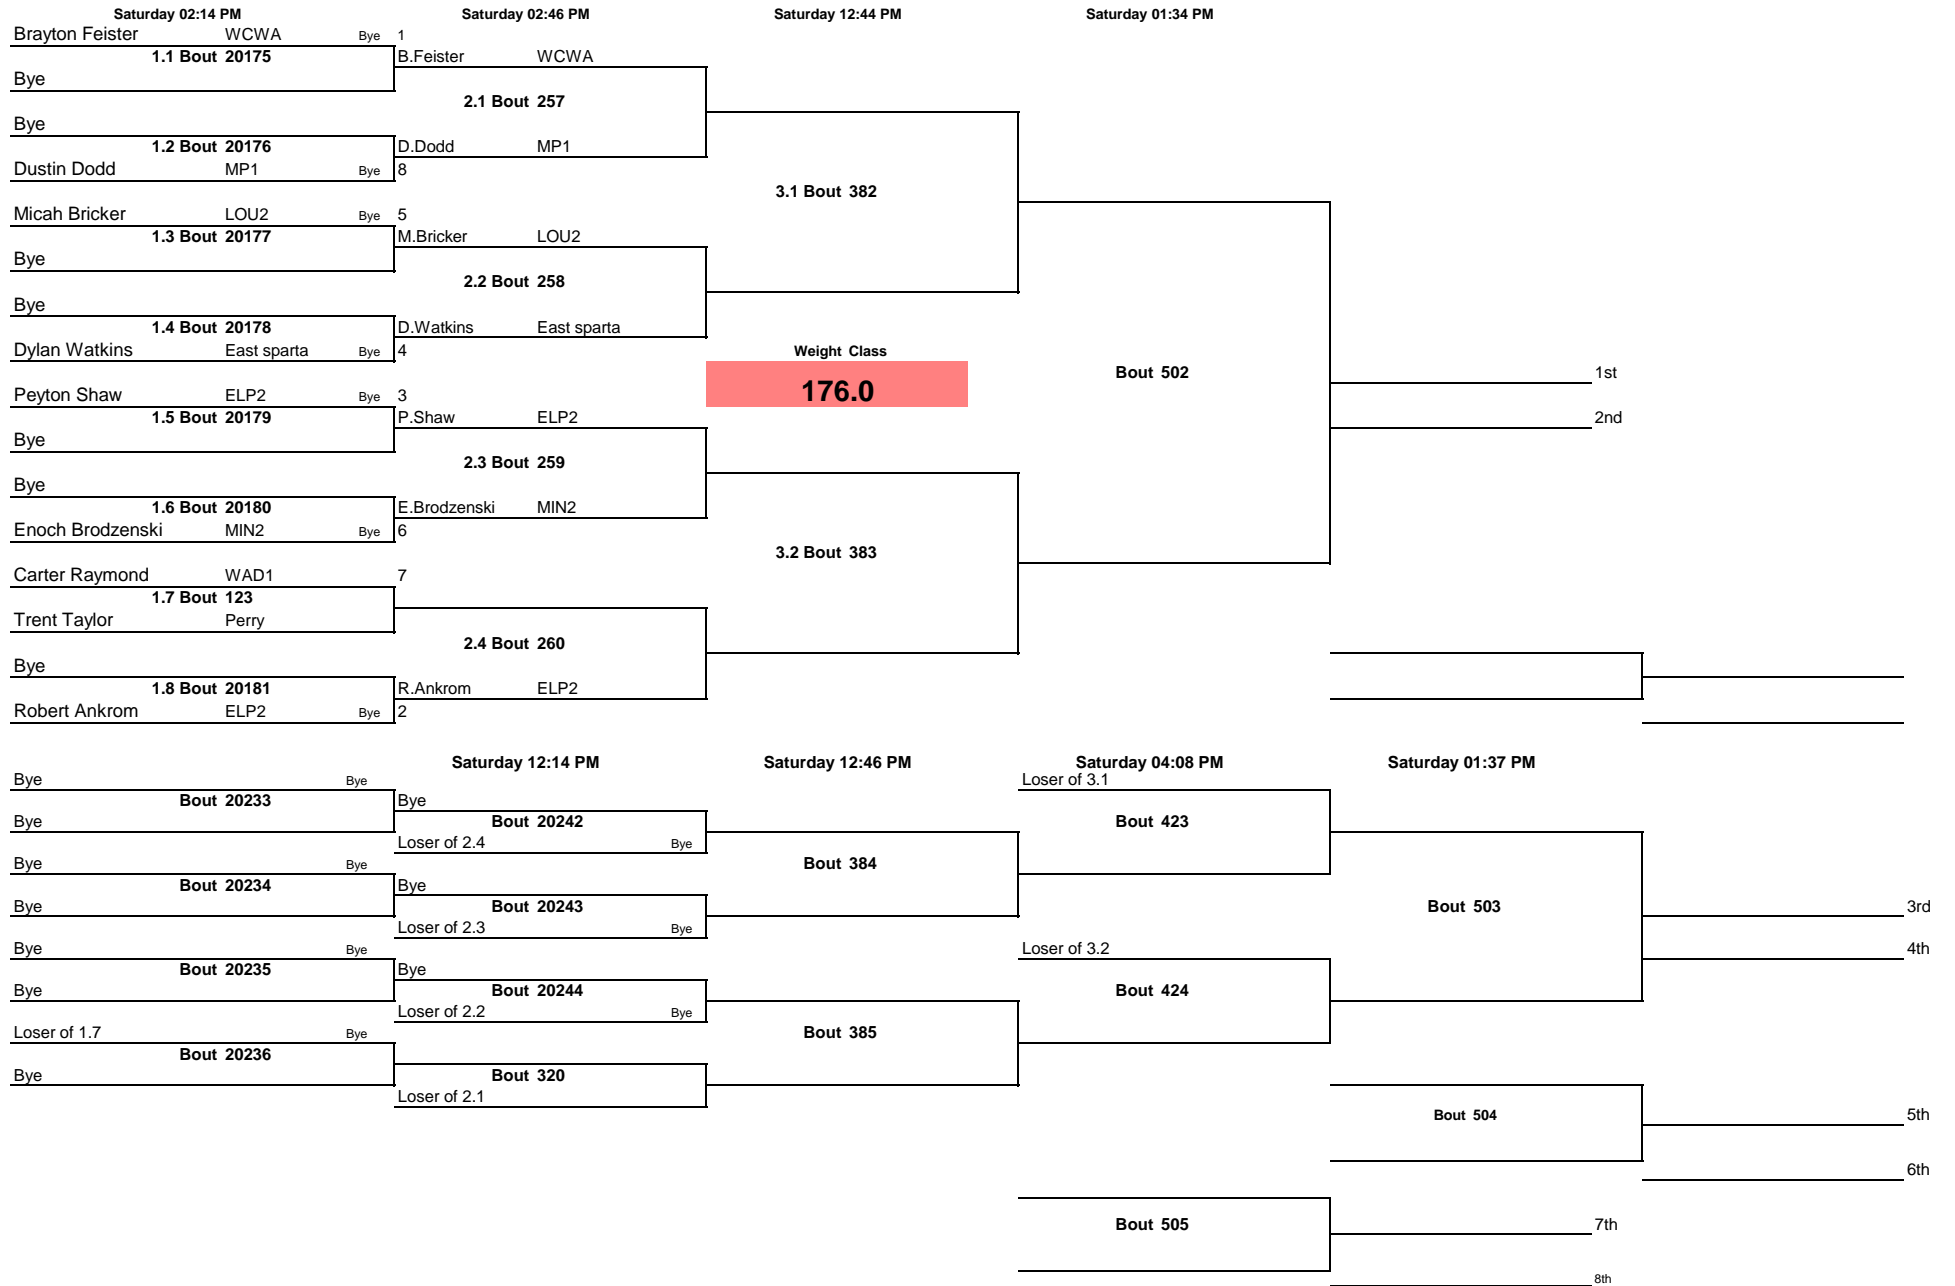 Saturday 02:14 PM Saturday 02:46 PM Saturday 12:44 PM Saturday 01:34 PM
Brayton Feister WCWA Bye 1
1.1 Bout 20175 B.Feister WCWA
Bye
2.1 Bout 257
Bye
1.2 Bout 20176 D.Dodd MP1
Dustin Dodd MP1 Bye 8
3.1 Bout 382
Micah Bricker LOU2 Bye 5
1.3 Bout 20177 M.Bricker LOU2
Bye
2.2 Bout 258
Bye
1.4 Bout 20178 D.Watkins East sparta
Dylan Watkins East sparta Bye 4 Weight Class
Bout 502 1st
176.0
Peyton Shaw ELP2 Bye 3
1.5 Bout 20179 P.Shaw ELP2 2nd
Bye
2.3 Bout 259
Bye
1.6 Bout 20180 E.Brodzenski MIN2
Enoch Brodzenski MIN2 Bye 6
3.2 Bout 383
Carter Raymond WAD1 7
1.7 Bout 123
Trent Taylor Perry
2.4 Bout 260
Bye
1.8 Bout 20181 R.Ankrom ELP2
Robert Ankrom ELP2 Bye 2
Saturday 12:14 PM Saturday 12:46 PM Saturday 04:08 PM Saturday 01:37 PM
Bye Bye Loser of 3.1
Bout 20233 Bye
Bye Bout 20242 Bout 423
Loser of 2.4 Bye
Bye Bye Bout 384
Bout 20234 Bye
Bye Bout 20243 Bout 503 3rd
Loser of 2.3 Bye
Bye Bye Loser of 3.2 4th
Bout 20235 Bye
Bye Bout 20244 Bout 424
Loser of 2.2 Bye
Loser of 1.7 Bye Bout 385
Bout 20236
Bye Bout 320
Loser of 2.1
Bout 504 5th
6th
Bout 505 7th
8th